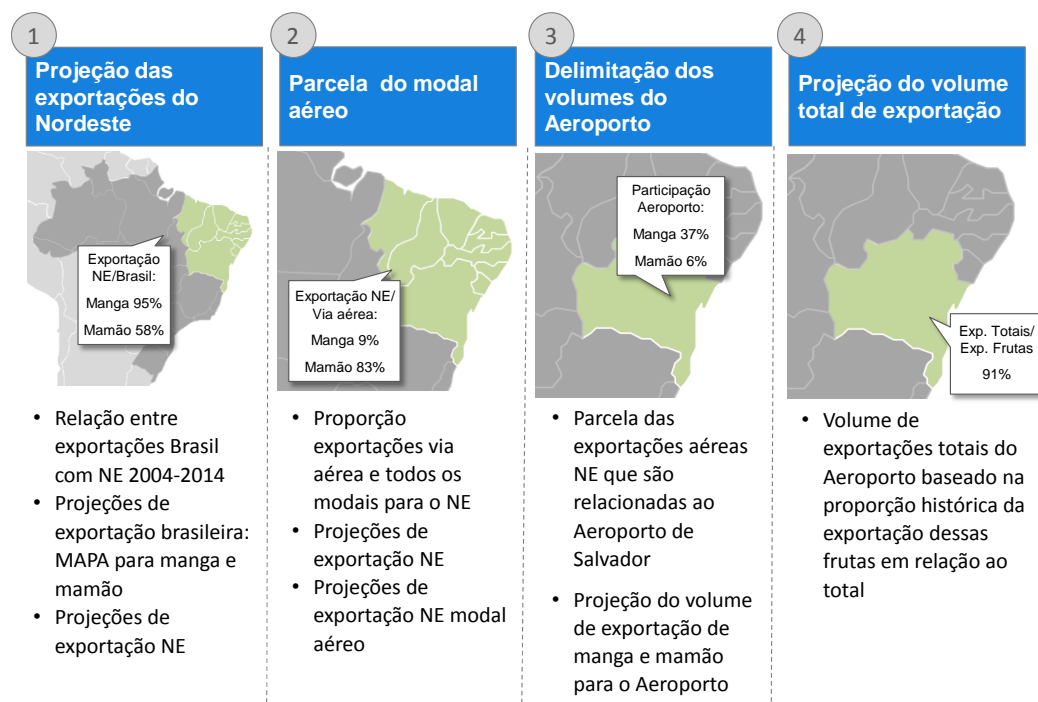 1
Projeção das
exportações do
Nordeste
Exportação
NE/Brasil:
Manga 95%
Mamão 58%
• Relação entre
exportações Brasil
com NE 2004-2014
• Projeções de
exportação brasileira:
MAPA para manga e
mamão
• Projeções de
exportação NE
2
Parcela do modal
aéreo
Exportação NE/
Via aérea:
Manga 9%
Mamão 83%
• Proporção
exportações via
aérea e todos os
modais para o NE
• Projeções de
exportação NE
• Projeções de
exportação NE modal
aéreo
3
Delimitação dos
volumes do
Aeroporto
Participação
Aeroporto:
Manga 37%
Mamão 6%
• Parcela das
exportações aéreas
NE que são
relacionadas ao
Aeroporto de
Salvador
• Projeção do volume
de exportação de
manga e mamão
para o Aeroporto
4
Projeção do volume
total de exportação
Exp. Totais/
Exp. Frutas
91%
• Volume de
exportações totais do
Aeroporto baseado na
proporção histórica da
exportação dessas
frutas em relação ao
total